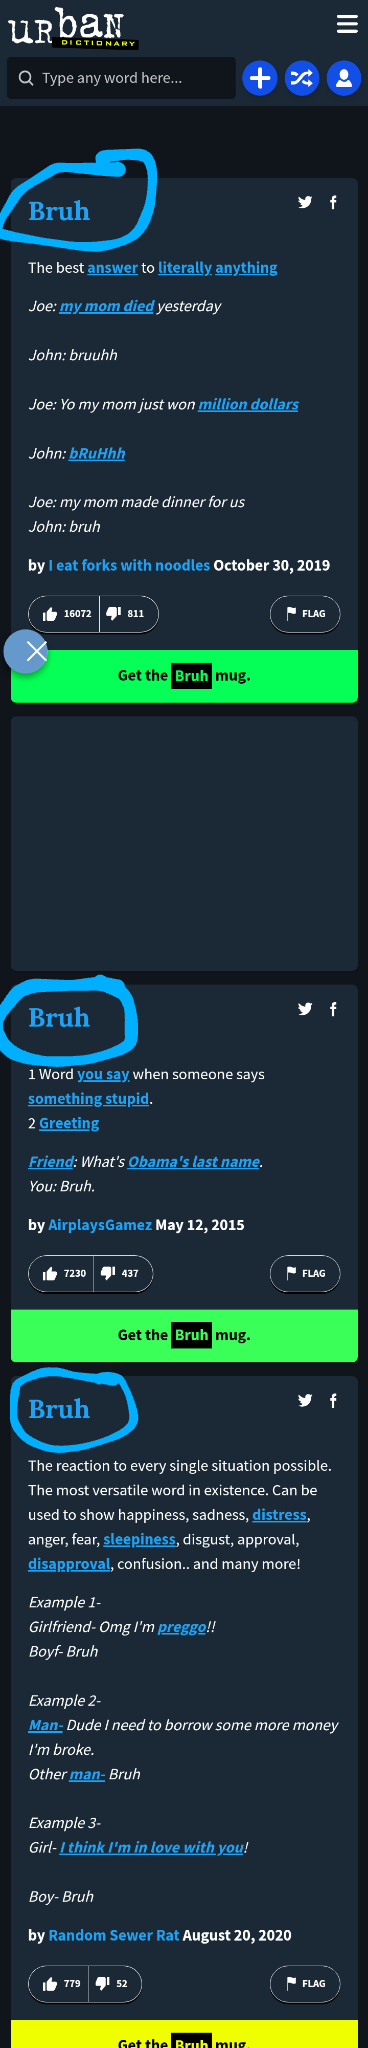 urban
DICTIONARY
Type any word here...
Bruh
The best answer to literally anything
Joe: my mom died yesterday
John: bruuhh
Joe: Yo my mom just won million dollars
John: bRuHhh
Joe: my mom made dinner for us
John: bruh
by I eat forks with noodles October 30, 2019
16072 811 FLAG
Get the Bruh mug.
Bruh
1 Word you say when someone says
something stupid.
2 Greeting
Friend: What's Obama's last name.
You: Bruh.
by AirplaysGamez May 12, 2015
7230 437 FLAG
Get the Bruh mug.
Bruh
The reaction to every single situation possible.
The most versatile word in existence. Can be
used to show happiness, sadness, distress,
anger, fear, sleepiness, disgust, approval,
disapproval, confusion.. and many more!
Example 1-
Girlfriend- Omg I'm preggo!!
Boyf- Bruh
Example 2-
Man- Dude I need to borrow some more money
I'm broke.
Other man- Bruh
Example 3-
Girl- I think I'm in love with you!
Boy- Bruh
by Random Sewer Rat August 20, 2020
779 52 FLAG
Get the Bruh mug.